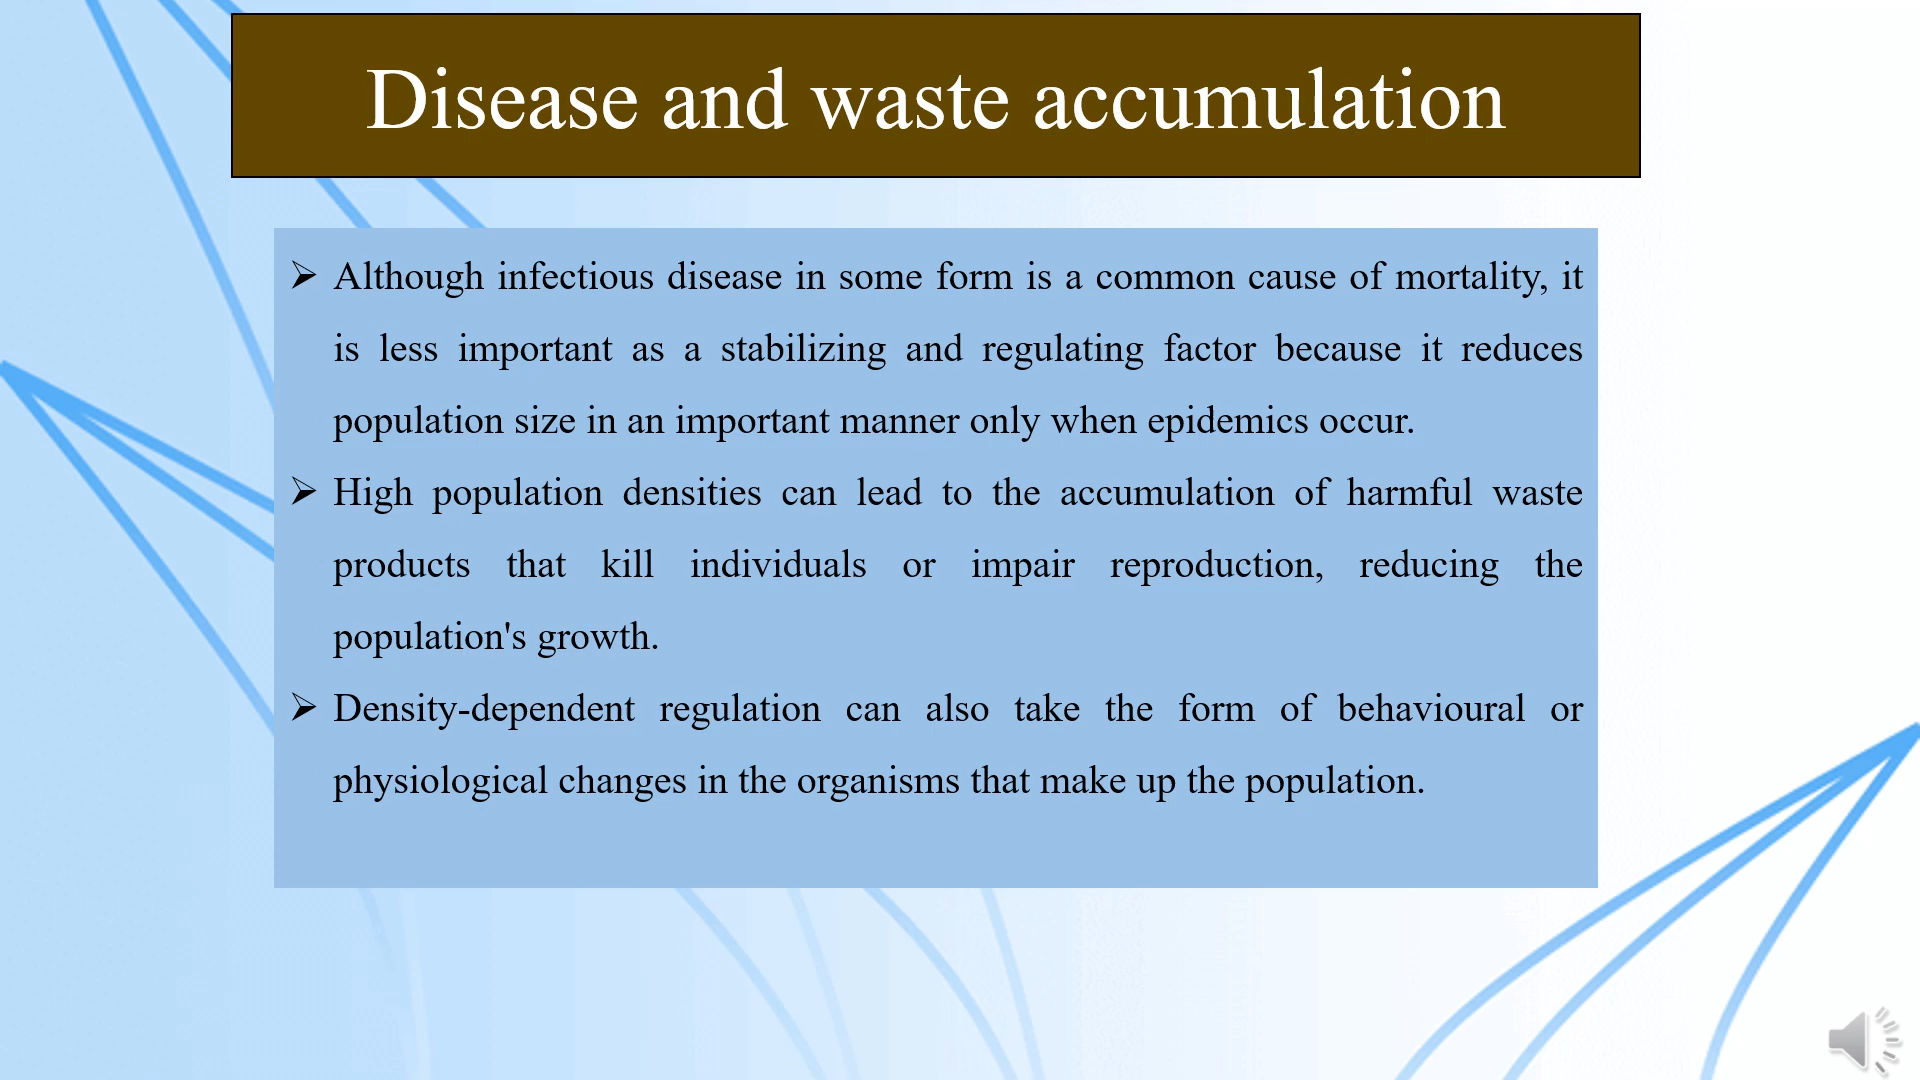 Disease and waste accumulation
➢ Although infectious disease in some form is a common cause of mortality, it
is less important as a stabilizing and regulating factor because it reduces
population size in an important manner only when epidemics occur.
➢ High population densities can lead to the accumulation of harmful waste
products that kill individuals or impair reproduction, reducing the
population's growth.
➢ Density-dependent regulation can also take the form of behavioural or
physiological changes in the organisms that make up the population.